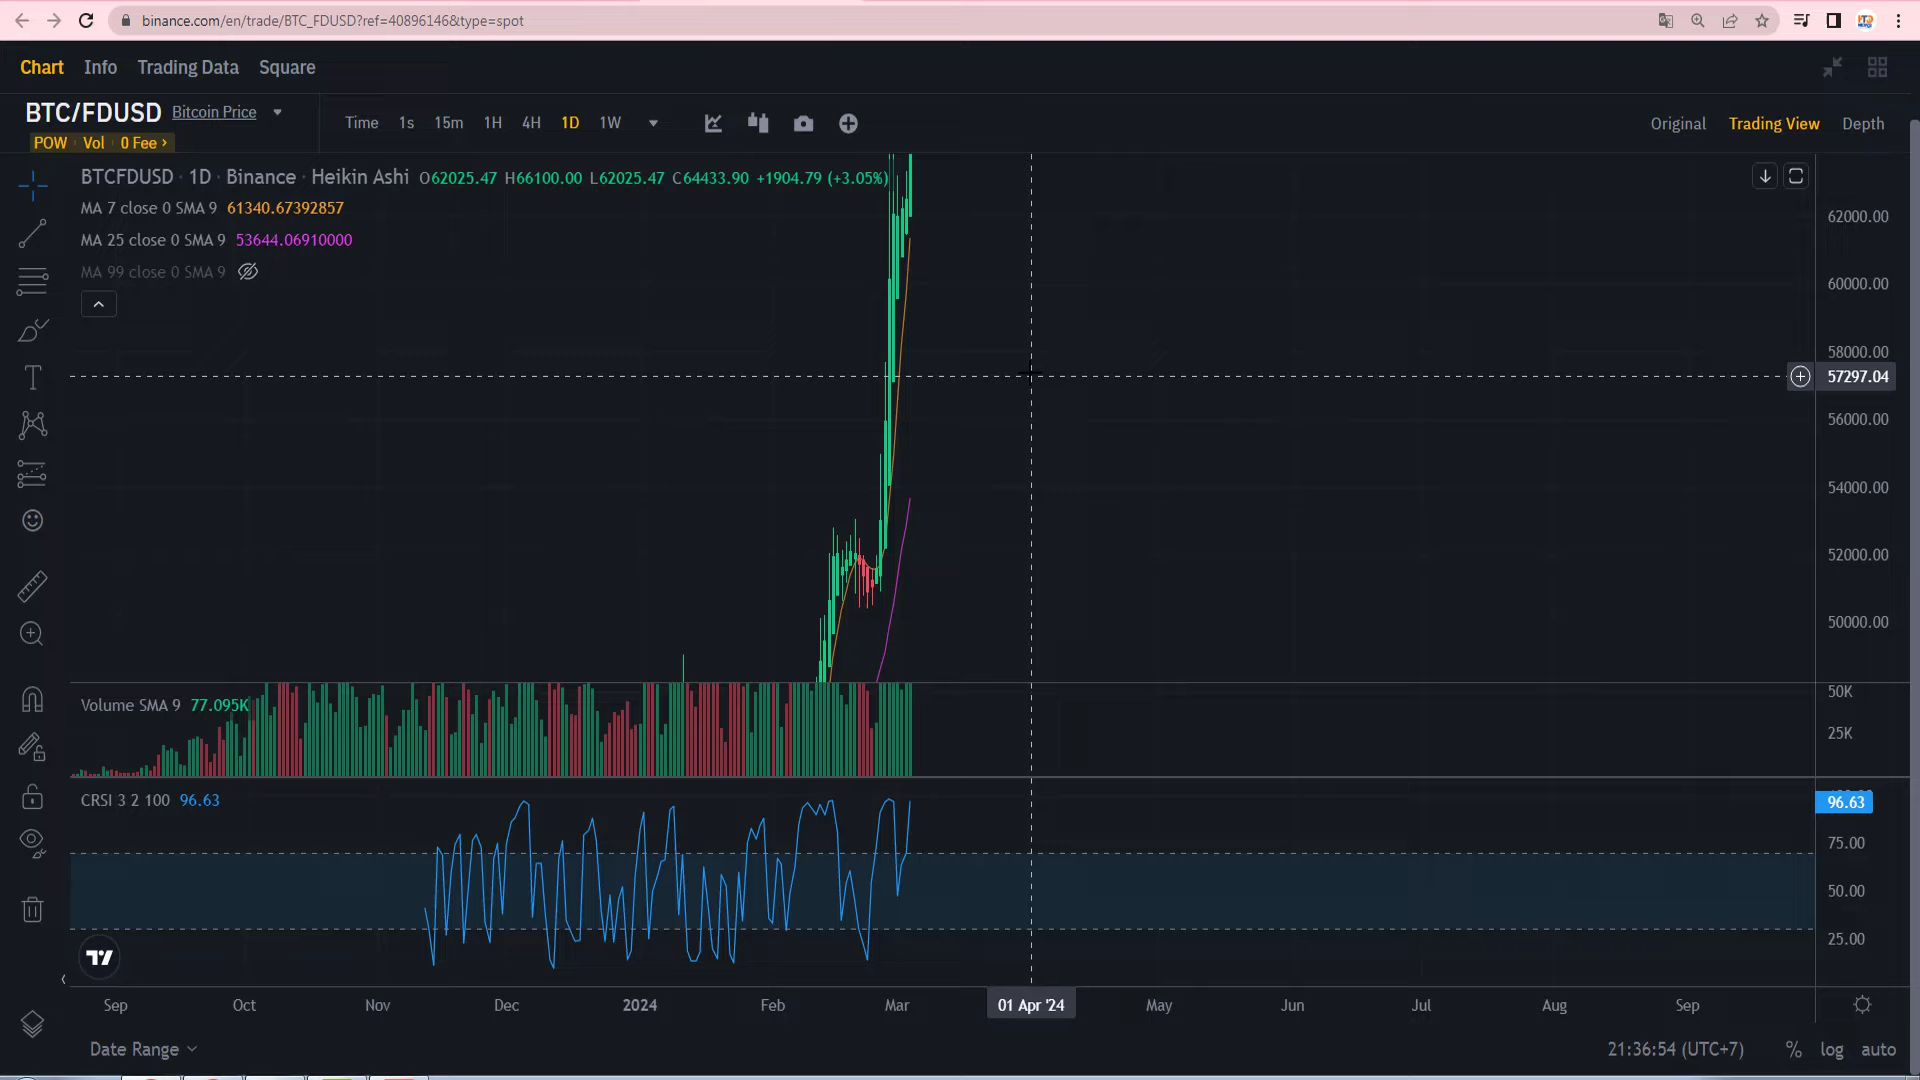 binance.com/en/trade/BTC_FDUSD?ref=40896146&type=spot
Chart Info Trading Data Square
BTC/FDUSD Bitcoin Price
POW · Vol · 0 Fee ›
Time 1s 15m 1H 4H 1D 1W
Original Trading View Depth
BTCFDUSD · 1D · Binance · Heikin Ashi O62025.47 H66100.00 L62025.47 C64433.90 +1904.79 (+3.05%)
MA 7 close 0 SMA 9 61340.67392857
MA 25 close 0 SMA 9 53644.06910000
MA 99 close 0 SMA 9
62000.00
60000.00
58000.00
57297.04
56000.00
54000.00
52000.00
50000.00
Volume SMA 9 77.095K
50K
25K
CRSI 3 2 100 96.63
96.63
75.00
50.00
25.00
Sep Oct Nov Dec 2024 Feb Mar 01 Apr '24 May Jun Jul Aug Sep
Date Range
21:36:54 (UTC+7) % log auto